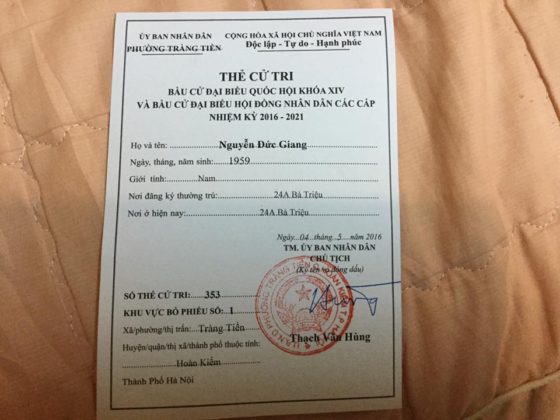 ỦY BAN NHÂN DÂN
PHƯỜNG TRÀNG TIỀN
CỘNG HÒA XÃ HỘI CHỦ NGHĨA VIỆT NAM
Độc lập - Tự do - Hạnh phúc
THẺ CỬ TRI
BẦU CỬ ĐẠI BIỂU QUỐC HỘI KHÓA XIV
VÀ BẦU CỬ ĐẠI BIỂU HỘI ĐỒNG NHÂN DÂN CÁC CẤP
NHIỆM KỲ 2016 - 2021
Họ và tên: Nguyễn Đức Giang
Ngày, tháng, năm sinh: 1959
Giới tính: Nam
Nơi đăng ký thường trú: 24A Bà Triệu
Nơi ở hiện nay: 24A Bà Triệu
Ngày 04 tháng 5 năm 2016
TM. ỦY BAN NHÂN DÂN
CHỦ TỊCH
(Ký tên và đóng dấu)
SỐ THẺ CỬ TRI: 353
KHU VỰC BỎ PHIẾU SỐ: 1
Xã/phường/thị trấn: Tràng Tiền
Thạch Văn Hùng
Huyện/quận/thị xã/thành phố thuộc tỉnh:
Hoàn Kiếm
Thành Phố Hà Nội